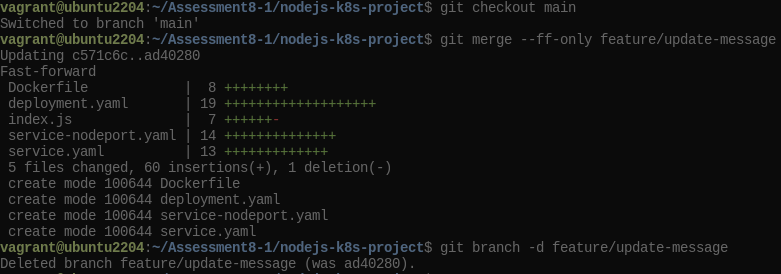 vagrant@ubuntu2204:~/Assessment8-1/nodejs-k8s-project$ git checkout main
Switched to branch 'main'
vagrant@ubuntu2204:~/Assessment8-1/nodejs-k8s-project$ git merge --ff-only feature/update-message
Updating c571c6c..ad40280
Fast-forward
 Dockerfile            |  8 ++++++++
 deployment.yaml       | 19 +++++++++++++++++++
 index.js              |  7 ++++++-
 service-nodeport.yaml | 14 ++++++++++++++
 service.yaml          | 13 +++++++++++++
 5 files changed, 60 insertions(+), 1 deletion(-)
 create mode 100644 Dockerfile
 create mode 100644 deployment.yaml
 create mode 100644 service-nodeport.yaml
 create mode 100644 service.yaml
vagrant@ubuntu2204:~/Assessment8-1/nodejs-k8s-project$ git branch -d feature/update-message
Deleted branch feature/update-message (was ad40280).